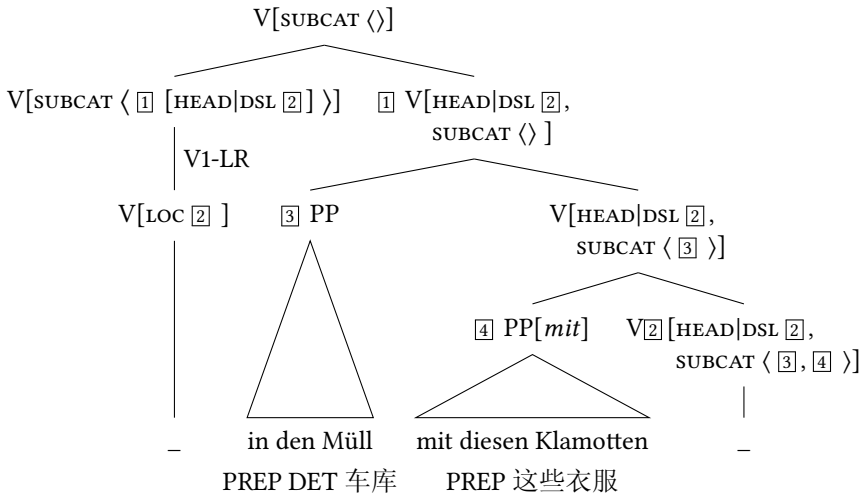 V[SUBCAT ⟨⟩]
V[SUBCAT ⟨ 1 [HEAD|DSL 2] ⟩] 1 V[HEAD|DSL 2,
SUBCAT ⟨⟩ ]
V1-LR
V[LOC 2 ] 3 PP V[HEAD|DSL 2,
SUBCAT ⟨ 3 ⟩]
4 PP[mit] V2[HEAD|DSL 2,
SUBCAT ⟨ 3, 4 ⟩]
_ in den Müll mit diesen Klamotten _
PREP DET 车库 PREP 这些衣服